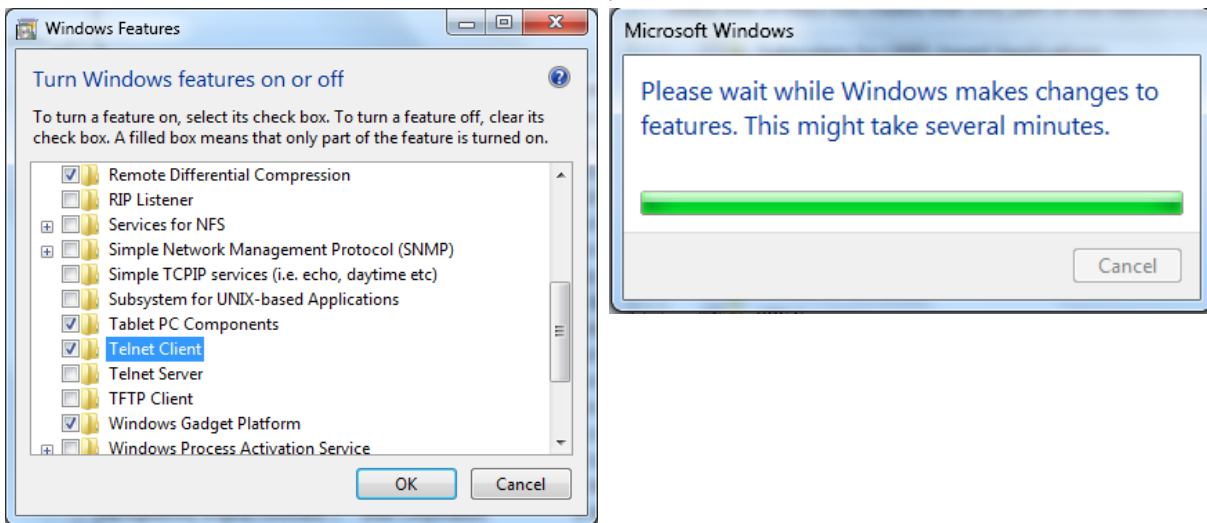 Windows Features
Turn Windows features on or off
To turn a feature on, select its check box. To turn a feature off, clear its
check box. A filled box means that only part of the feature is turned on.
Remote Differential Compression
RIP Listener
Services for NFS
Simple Network Management Protocol (SNMP)
Simple TCPIP services (i.e. echo, daytime etc)
Subsystem for UNIX-based Applications
Tablet PC Components
Telnet Client
Telnet Server
TFTP Client
Windows Gadget Platform
Windows Process Activation Service
OK
Cancel
Microsoft Windows
Please wait while Windows makes changes to
features. This might take several minutes.
Cancel